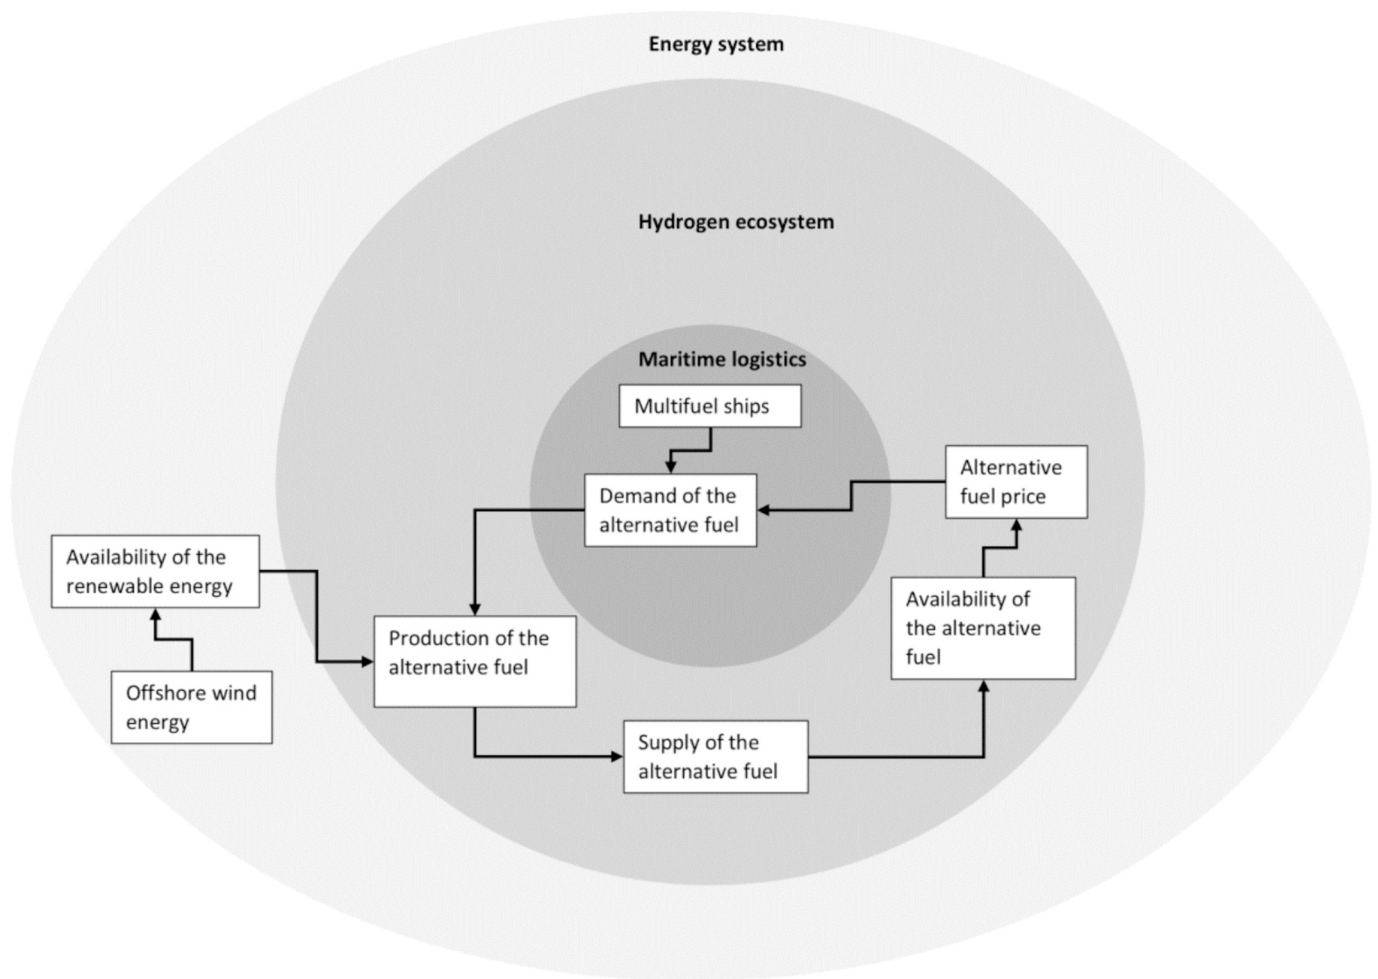 Energy system
Hydrogen ecosystem
Maritime logistics
Multifuel ships
Demand of the
alternative fuel
Alternative
fuel price
Availability of the
renewable energy
Availability of
the alternative
fuel
Production of the
alternative fuel
Offshore wind
energy
Supply of the
alternative fuel